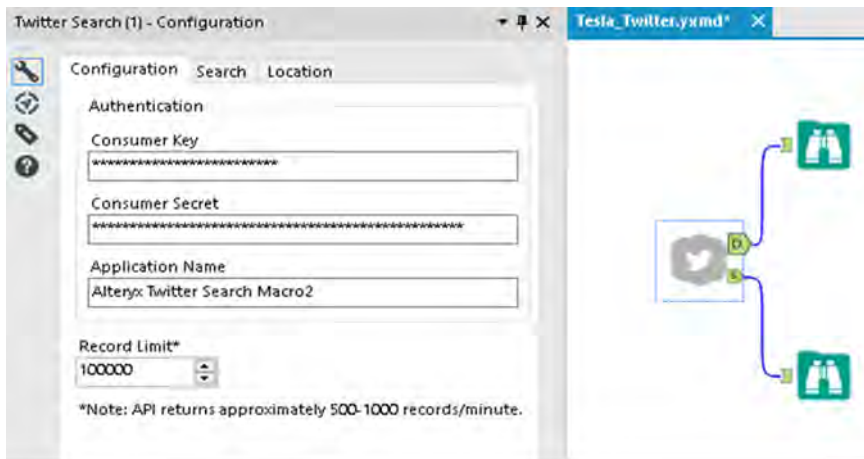 Twitter Search (1) - Configuration
Tesla_Twitter.yxmd*
Configuration Search Location
Authentication
Consumer Key
*************************
Consumer Secret
**************************************************
Application Name
Alteryx Twitter Search Macro2
Record Limit*
100000
*Note: API returns approximately 500-1000 records/minute.
D
S